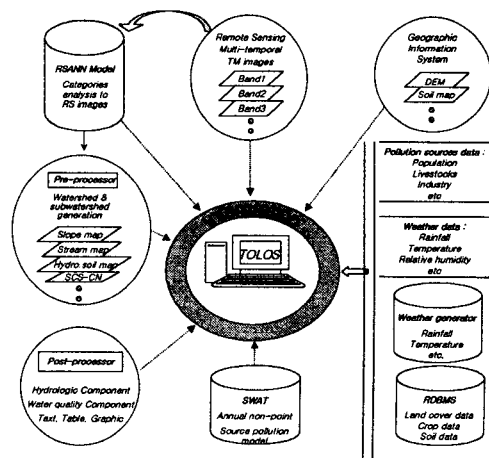 RSANN Model
Categories
analysis to
RS images
Remote Sensing
Multi-temporal
TM images
Band1
Band2
Band3
Geographic
Information
System
DEM
Soil map
Pre-processor
Watershed &
subwatershed
generation
Slope map
Stream map
Hydro soil map
SCS-CN
TOLOS
Pollution sources data :
Population
Livestocks
Industry
etc
Weather data :
Rainfall
Temperature
Relative humidity
etc
Weather generator
Rainfall
Temperature
etc.
Post-processor
Hydrologic Component
Water quality Component
Text, Table, Graphic
SWAT
Annual non-point
Source pollution
model
RDBMS
Land cover data
Crop data
Soil data